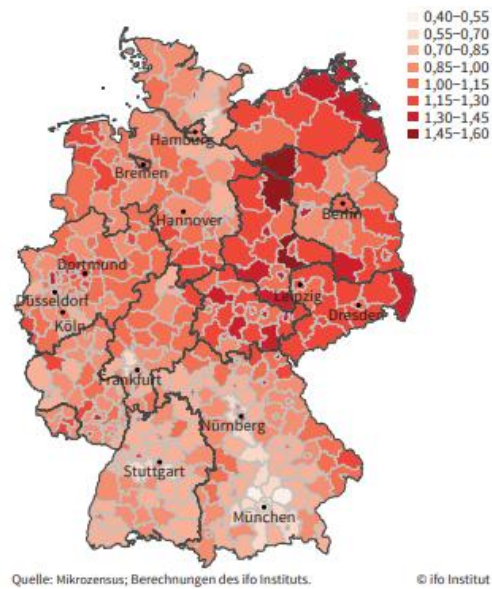 0,40–0,55
0,55–0,70
0,70–0,85
0,85–1,00
1,00–1,15
1,15–1,30
1,30–1,45
1,45–1,60
Hamburg
Bremen
Berlin
Hannover
Dortmund
Düsseldorf
Leipzig
Köln
Dresden
Frankfurt
Nürnberg
Stuttgart
München
Quelle: Mikrozensus; Berechnungen des ifo Instituts.
© ifo Institut